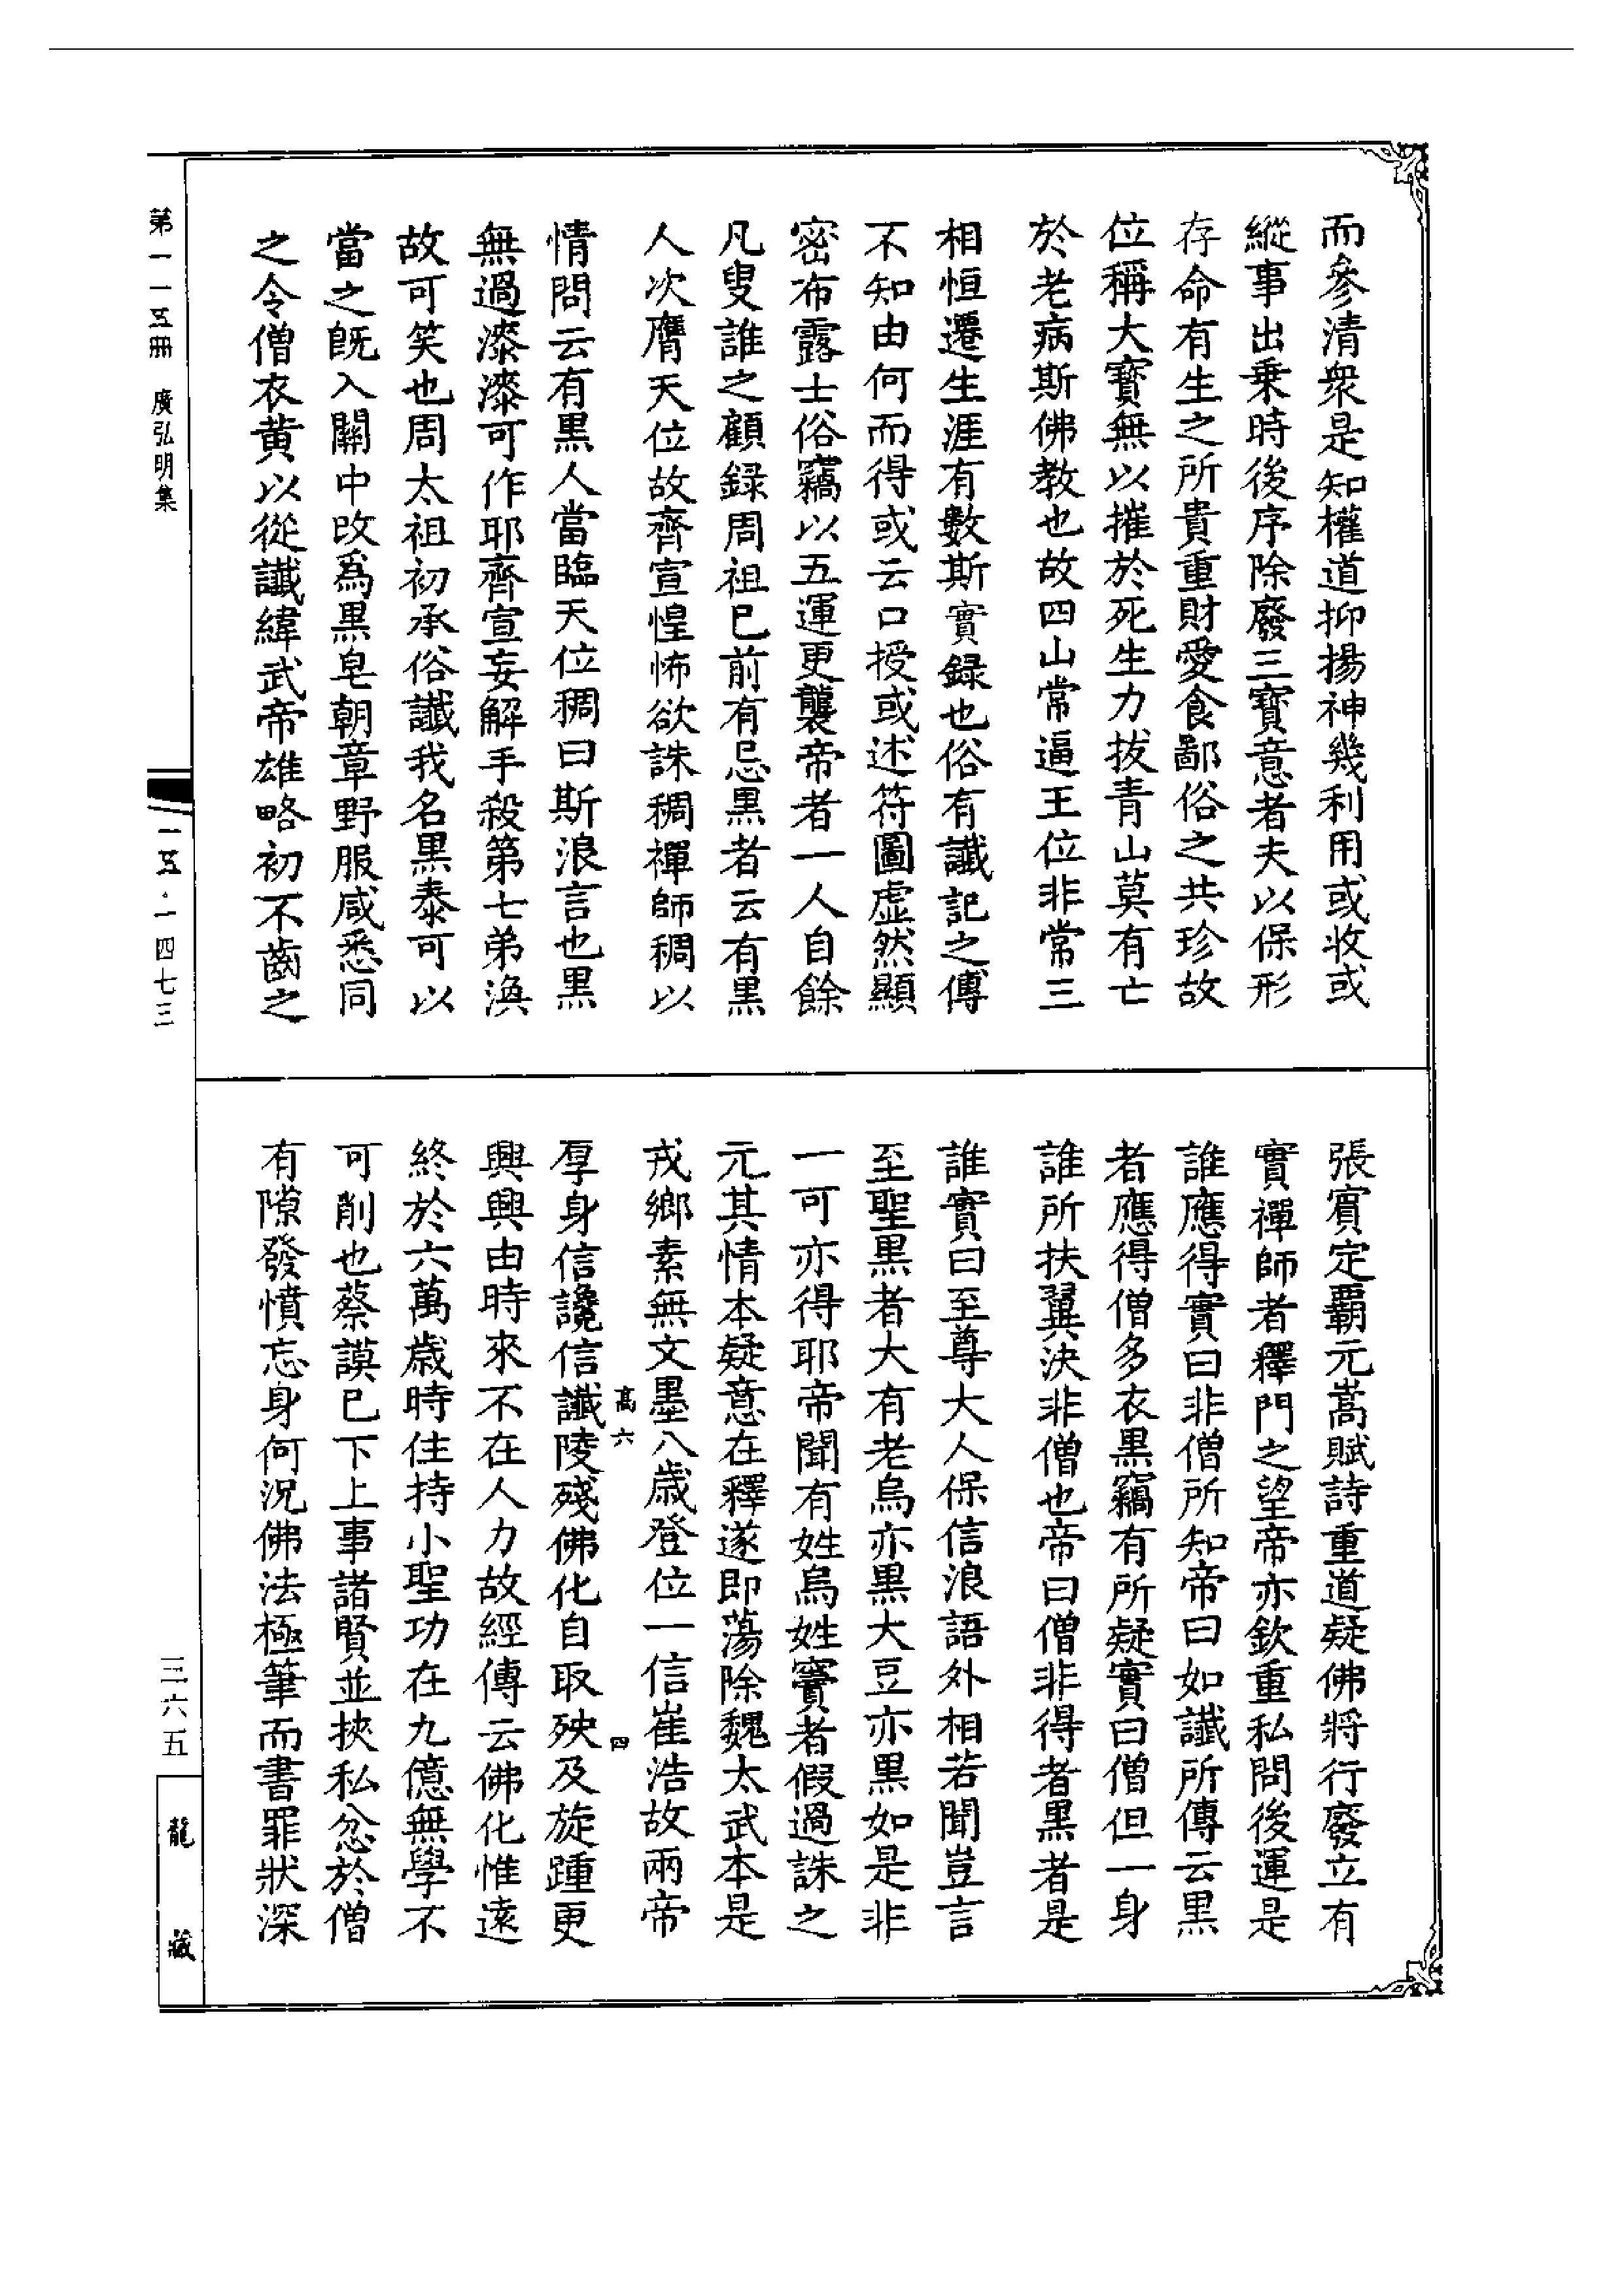 而參清衆是知權道抑揚神幾利用或收或
縱事出乗時後序除廢三寳意者夫以保形
存命有生之所貴重財愛食鄙俗之共珍故
位稱大寳無以摧於死生力拔青山莫有亡
於老病斯佛教也故四山常逼王位非常三
相恒遷生涯有數斯實録也俗有讖記之傳
不知由何而得或云口授或述符圖虛然顯
密布露士俗竊以五運更襲帝者一人自餘
凡叟誰之顧録周祖已前有忌黒者云有黒
人次膺天位故齊宣惶怖欲誅稠禪師稠以
情問云有黒人當臨天位稠曰斯浪言也黒
無過漆漆可作耶齊宣妄解手殺第七弟渙
故可笑也周太祖初承俗讖我名黒泰可以
當之旣入關中改爲黒皂朝章野服咸悉同
之令僧衣黄以從讖緯武帝雄略初不齒之
張賔定霸元嵩賦詩重道疑佛將行廢立有
實禪師者釋門之望帝亦欽重私問後運是
誰應得實曰非僧所知帝曰如讖所傳云黒
者應得僧多衣黒竊有所疑實曰僧但一身
誰所扶翼決非僧也帝曰僧非得者黒者是
誰實曰至尊大人保信浪語外相若聞豈言
至聖黒者大有老烏亦黒大豆亦黒如是非
一可亦得耶帝聞有姓烏姓竇者假過誅之
元其情本疑意在釋遂即蕩除魏太武本是
戎鄉素無文墨八歳登位一信崔浩故兩帝
高六
四
厚身信讒信讖陵殘佛化自取殃及旋踵更
興興由時來不在人力故經傳云佛化惟遠
終於六萬歳時住持小聖功在九億無學不
可削也蔡謨已下上事諸賢並挾私忿於僧
有隙發憤忘身何況佛法極筆而書罪狀深
第一一五冊　廣弘明集
一五·一四七三
三六五
龍藏